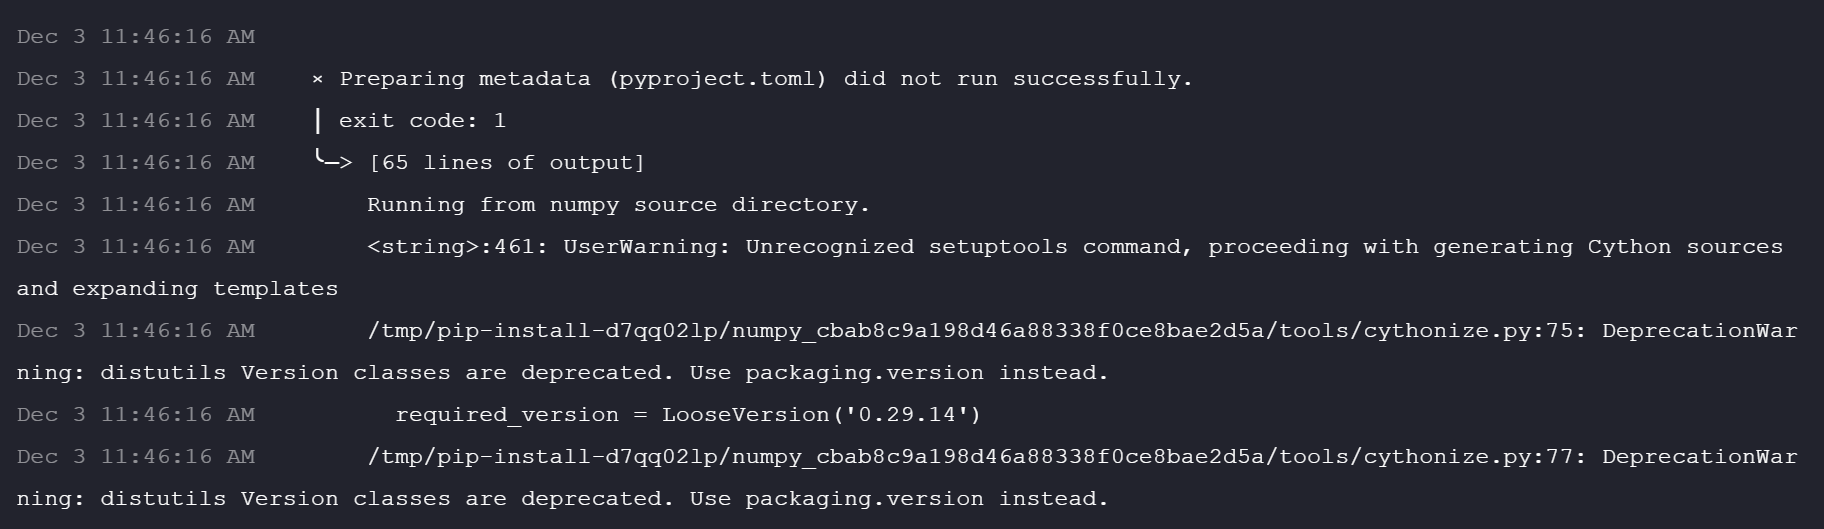 Dec 3 11:46:16 AM
Dec 3 11:46:16 AM × Preparing metadata (pyproject.toml) did not run successfully.
Dec 3 11:46:16 AM │ exit code: 1
Dec 3 11:46:16 AM ╰─> [65 lines of output]
Dec 3 11:46:16 AM Running from numpy source directory.
Dec 3 11:46:16 AM <string>:461: UserWarning: Unrecognized setuptools command, proceeding with generating Cython sources
and expanding templates
Dec 3 11:46:16 AM /tmp/pip-install-d7qq02lp/numpy_cbab8c9a198d46a88338f0ce8bae2d5a/tools/cythonize.py:75: DeprecationWar
ning: distutils Version classes are deprecated. Use packaging.version instead.
Dec 3 11:46:16 AM required_version = LooseVersion('0.29.14')
Dec 3 11:46:16 AM /tmp/pip-install-d7qq02lp/numpy_cbab8c9a198d46a88338f0ce8bae2d5a/tools/cythonize.py:77: DeprecationWar
ning: distutils Version classes are deprecated. Use packaging.version instead.